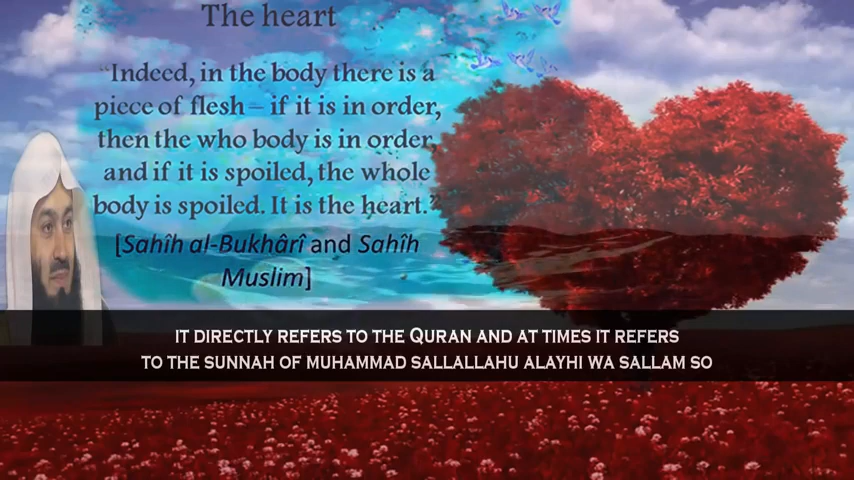 The heart
“Indeed, in the body there is a
piece of flesh – if it is in order,
then the who body is in order,
and if it is spoiled, the whole
body is spoiled. It is the heart.”
[Sahîh al-Bukhârî and Sahîh
Muslim]
IT DIRECTLY REFERS TO THE QURAN AND AT TIMES IT REFERS
TO THE SUNNAH OF MUHAMMAD SALLALLAHU ALAYHI WA SALLAM SO